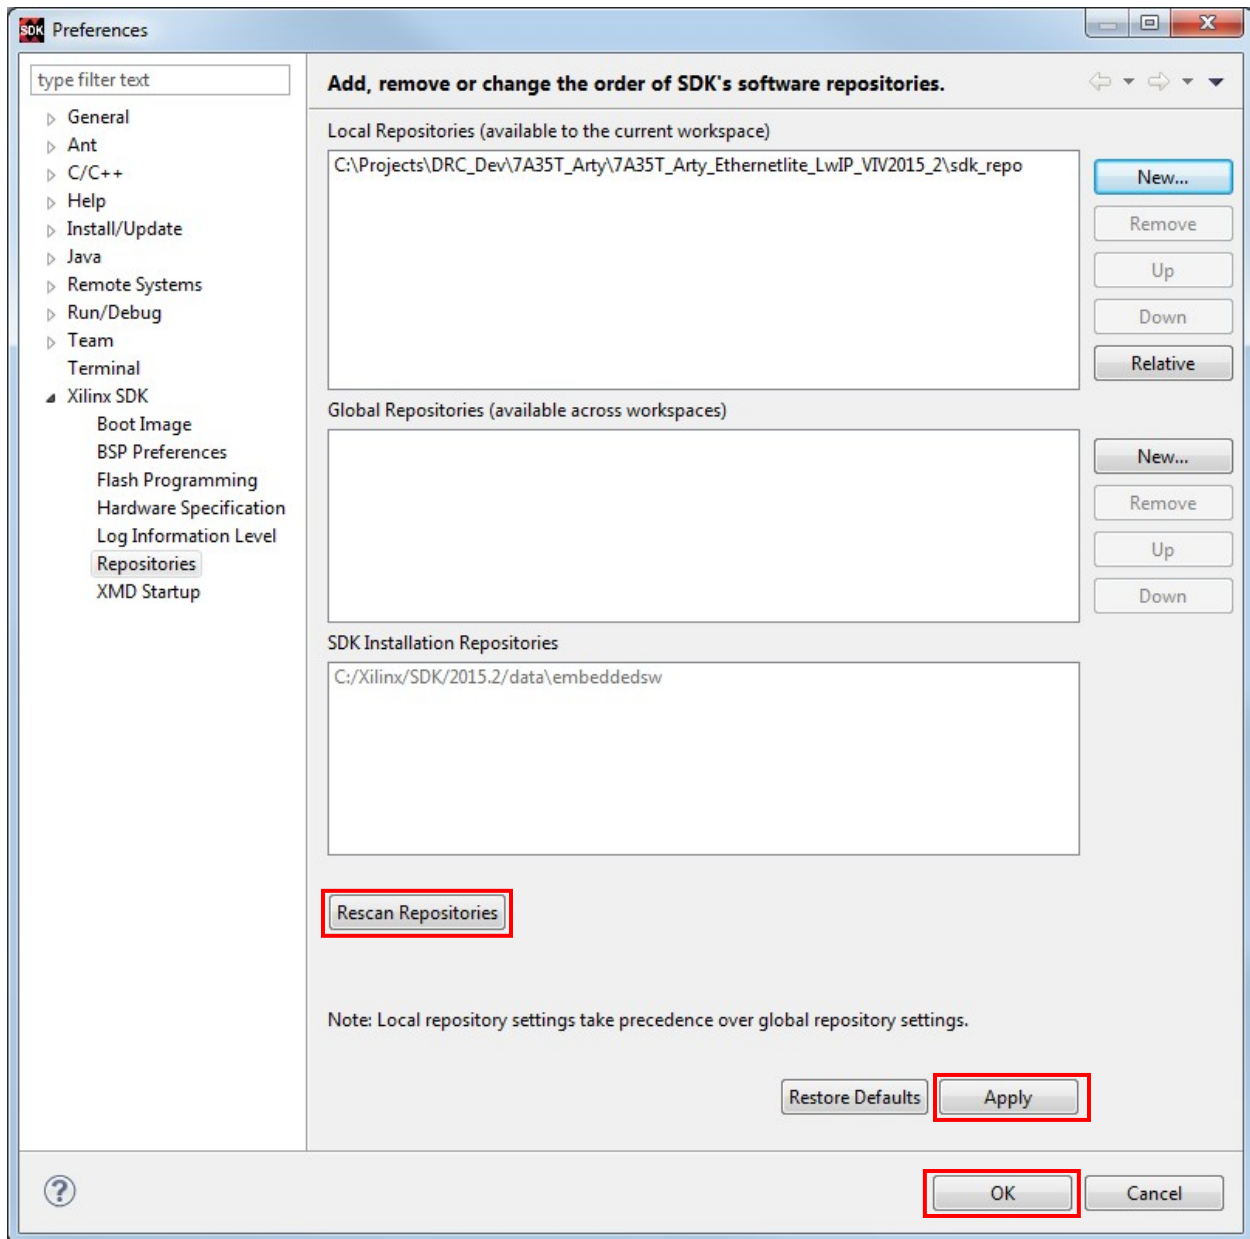 SDK Preferences
type filter text
General
Ant
C/C++
Help
Install/Update
Java
Remote Systems
Run/Debug
Team
Terminal
Xilinx SDK
Boot Image
BSP Preferences
Flash Programming
Hardware Specification
Log Information Level
Repositories
XMD Startup
Add, remove or change the order of SDK's software repositories.
Local Repositories (available to the current workspace)
C:\Projects\DRC_Dev\7A35T_Arty\7A35T_Arty_Ethernetlite_LwIP_VIV2015_2\sdk_repo
New...
Remove
Up
Down
Relative
Global Repositories (available across workspaces)
New...
Remove
Up
Down
SDK Installation Repositories
C:/Xilinx/SDK/2015.2/data\embeddedsw
Rescan Repositories
Note: Local repository settings take precedence over global repository settings.
Restore Defaults
Apply
?
OK
Cancel